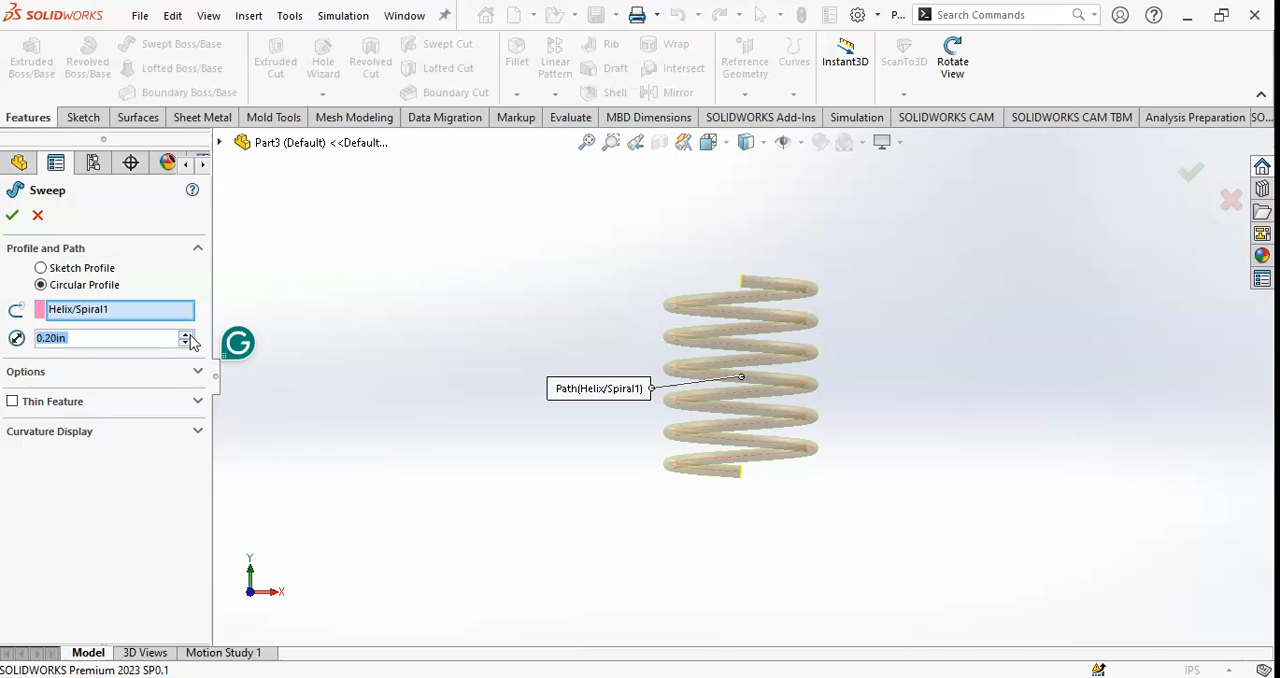 SOLIDWORKS File Edit View Insert Tools Simulation Window P... Search Commands
Extruded Boss/Base
Revolved Boss/Base
Swept Boss/Base
Lofted Boss/Base
Boundary Boss/Base
Extruded Cut
Hole Wizard
Revolved Cut
Swept Cut
Lofted Cut
Boundary Cut
Fillet
Linear Pattern
Rib
Draft
Shell
Wrap
Intersect
Mirror
Reference Geometry
Curves
Instant3D
ScanTo3D
Rotate View
Features Sketch Surfaces Sheet Metal Mold Tools Mesh Modeling Data Migration Markup Evaluate MBD Dimensions SOLIDWORKS Add-Ins Simulation SOLIDWORKS CAM SOLIDWORKS CAM TBM Analysis Preparation SO...
Part3 (Default) <<Default...
Sweep
Profile and Path
Sketch Profile
Circular Profile
Helix/Spiral1
0.20in
G
Options
Thin Feature
Curvature Display
Path(Helix/Spiral1)
Y
X
Model 3D Views Motion Study 1
SOLIDWORKS Premium 2023 SP0.1 IPS